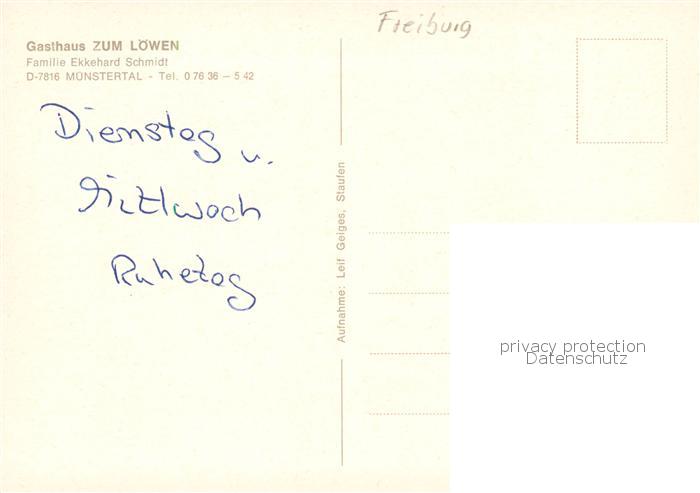 Gasthaus ZUM LÖWEN
Familie Ekkehard Schmidt
D-7816 MÜNSTERTAL - Tel. 0 76 36 – 5 42
Dienstag u.
Mittwoch
Ruhetag
Aufnahme: Leif Geiges, Staufen
Freiburg
privacy protection
Datenschutz